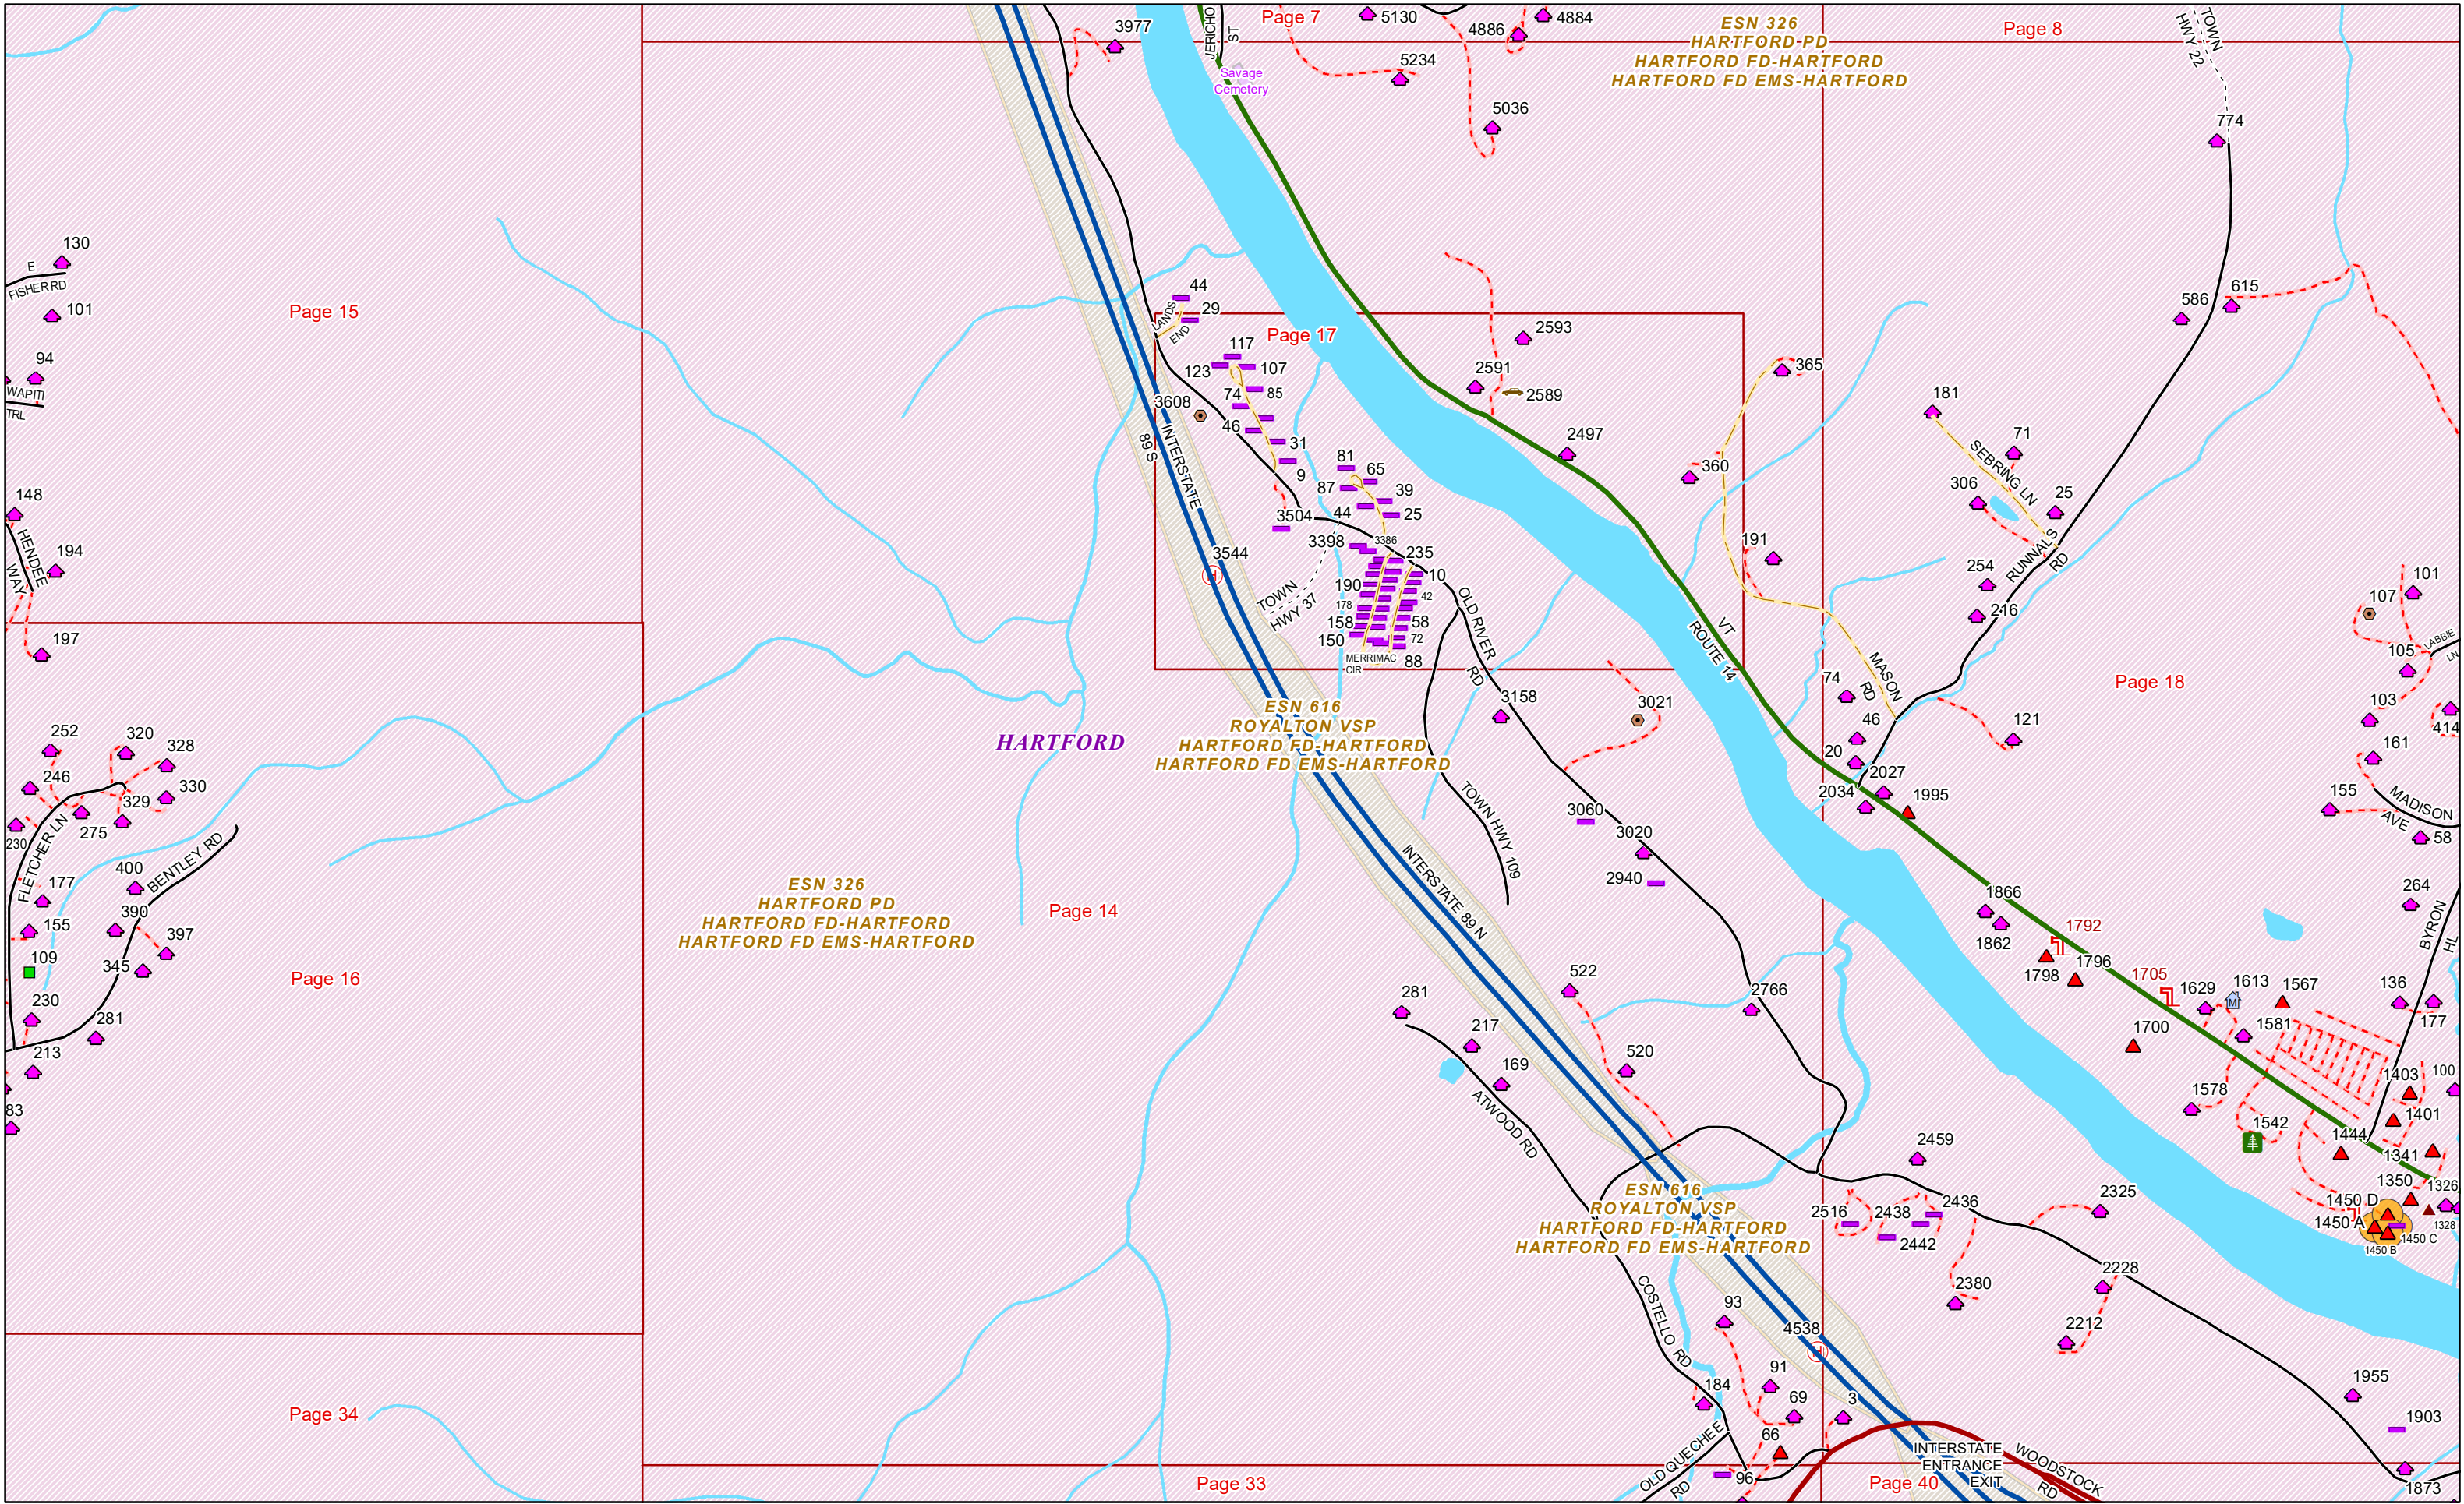 Page 7
Page 8
JERICHO
ST
5130
4884
4886
3977
5234
5036
Savage
Cemetery
ESN 326
HARTFORD PD
HARTFORD FD-HARTFORD
HARTFORD FD EMS-HARTFORD
TOWN
HWY 22
774
130
E
FISHER RD
101
94
WAPITI
TRL
Page 15
44
29
LANDS
END
Page 17
117
123
107
74
85
3608
46
31
9
81
65
87
39
44
25
3504
3398
3386
235
10
190
42
178
158
58
150
72
88
MERRIMAC
CIR
TOWN
HWY 37
3544
89 S
INTERSTATE
2593
2591
2589
2497
365
360
191
586
615
181
71
SEBRING LN
306
25
RUNNALS
RD
254
216
148
HENDEE
WAY
194
197
101
107
LABBIE
LN
105
103
414
161
155
MADISON
AVE
58
OLD RIVER
RD
VT
ROUTE 14
MASON
RD
74
46
20
2027
2034
1995
121
Page 18
3158
3021
HARTFORD
ESN 616
ROYALTON VSP
HARTFORD FD-HARTFORD
HARTFORD FD EMS-HARTFORD
TOWN HWY 109
3060
3020
2940
INTERSTATE 89 N
252
320
328
246
330
329
275
230
FLETCHER LN
BENTLEY RD
400
177
390
155
397
109
345
230
281
213
83
Page 16
ESN 326
HARTFORD PD
HARTFORD FD-HARTFORD
HARTFORD FD EMS-HARTFORD
Page 14
264
BYRON
HL
1866
1862
1792
1798
1796
1705
1629
1613
M
1567
136
177
1700
1581
1578
1542
1403
100
1401
1444
1341
1350
1326
1328
1450 D
1450 A
1450 B
1450 C
522
2766
281
217
169
520
ATWOOD RD
2459
2516
2438
2436
2442
2325
2380
2228
2212
ESN 616
ROYALTON VSP
HARTFORD FD-HARTFORD
HARTFORD FD EMS-HARTFORD
COSTELLO RD
93
4538
91
184
69
3
66
96
1955
1903
1873
OLD QUECHEE
RD
INTERSTATE
ENTRANCE
EXIT
WOODSTOCK
RD
Page 34
Page 33
Page 40
H
H